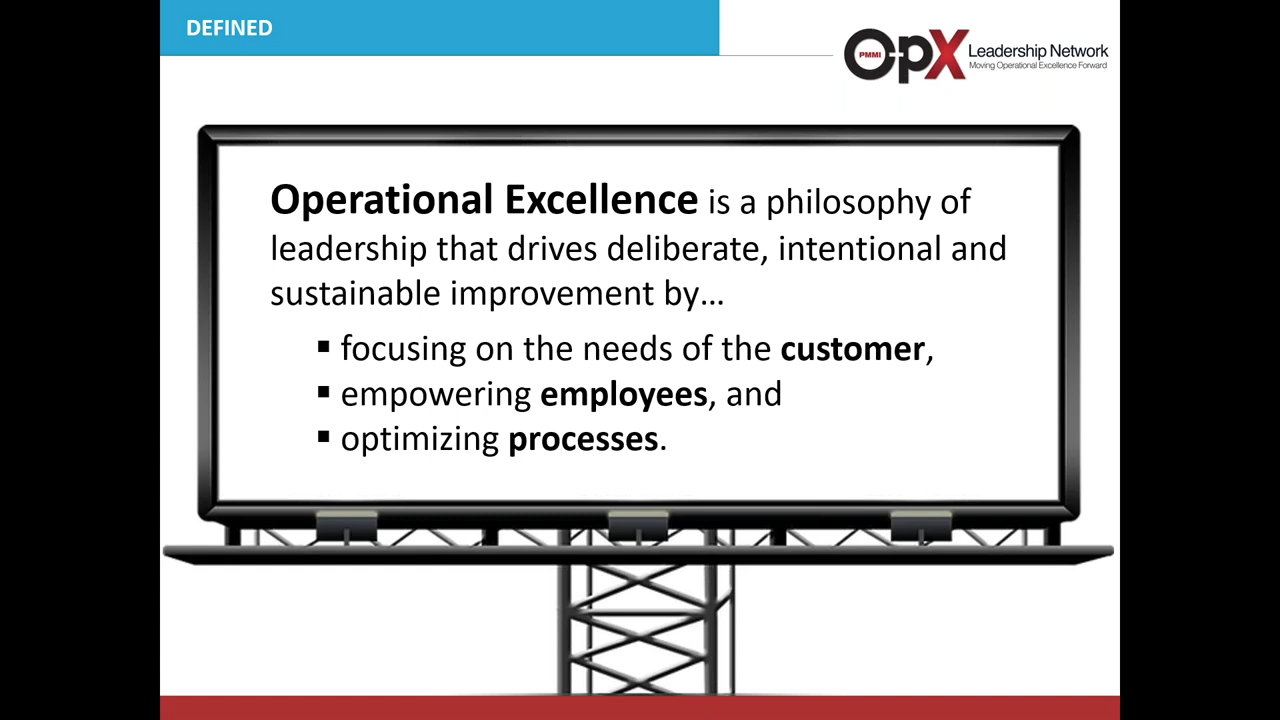 DEFINED
PMMI
OpX
Leadership Network
Moving Operational Excellence Forward
Operational Excellence is a philosophy of
leadership that drives deliberate, intentional and
sustainable improvement by…
▪ focusing on the needs of the customer,
▪ empowering employees, and
▪ optimizing processes.